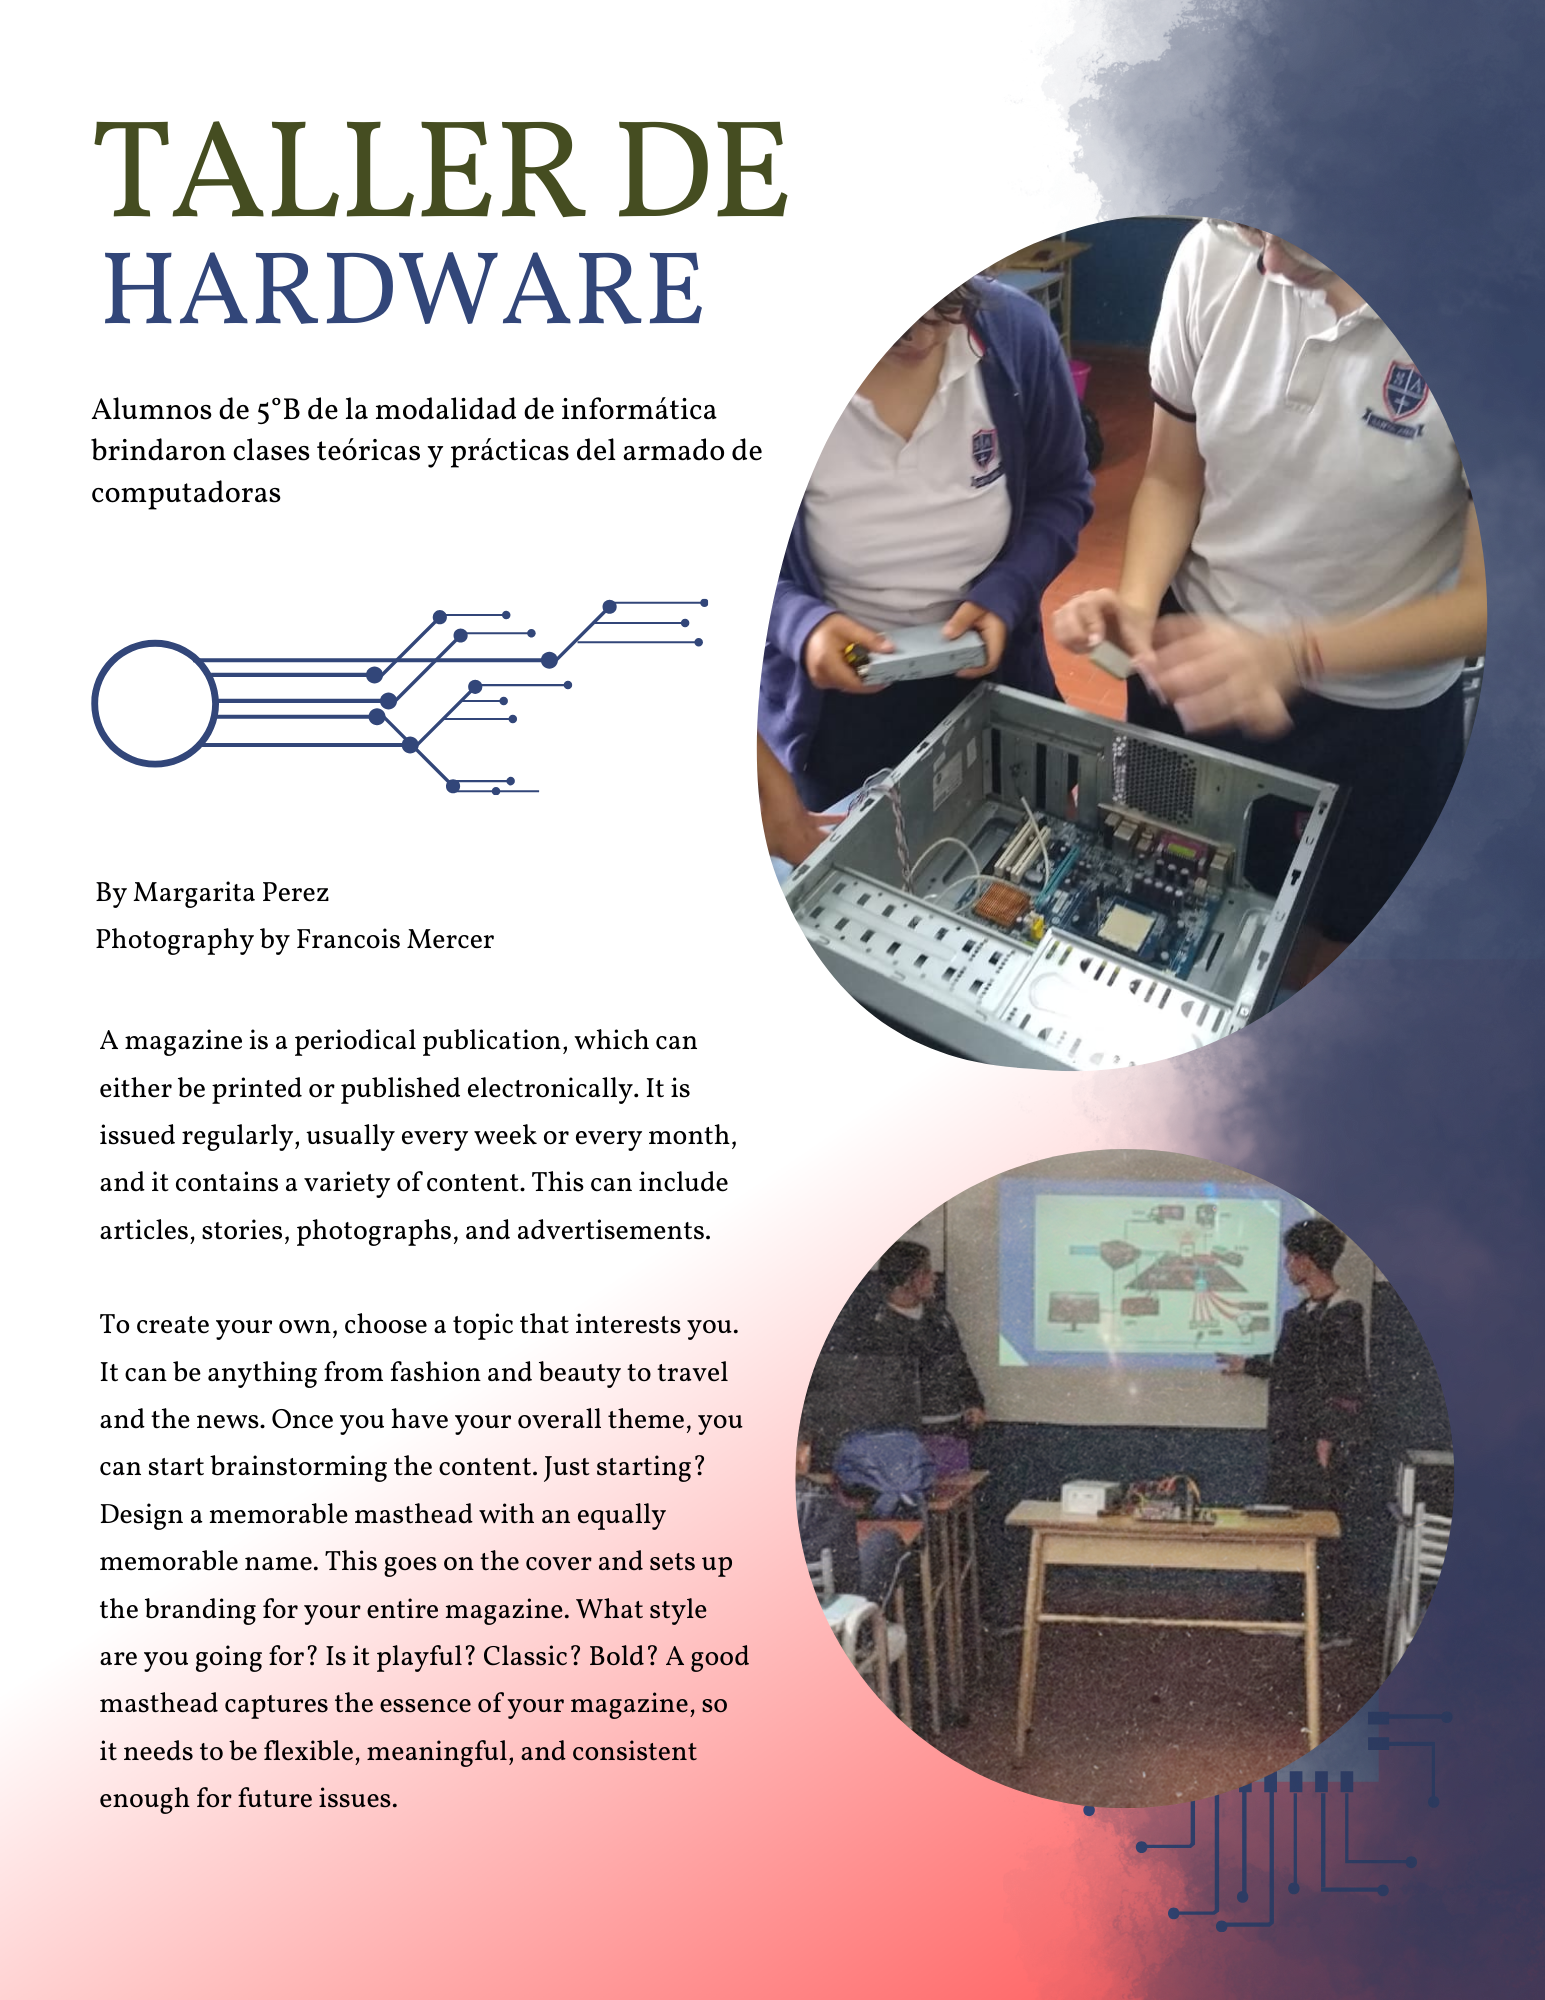 TALLER DE
HARDWARE
Alumnos de 5°B de la modalidad de informática
brindaron clases teóricas y prácticas del armado de
computadoras
By Margarita Perez
Photography by Francois Mercer
A magazine is a periodical publication, which can
either be printed or published electronically. It is
issued regularly, usually every week or every month,
and it contains a variety of content. This can include
articles, stories, photographs, and advertisements.
To create your own, choose a topic that interests you.
It can be anything from fashion and beauty to travel
and the news. Once you have your overall theme, you
can start brainstorming the content. Just starting?
Design a memorable masthead with an equally
memorable name. This goes on the cover and sets up
the branding for your entire magazine. What style
are you going for? Is it playful? Classic? Bold? A good
masthead captures the essence of your magazine, so
it needs to be flexible, meaningful, and consistent
enough for future issues.